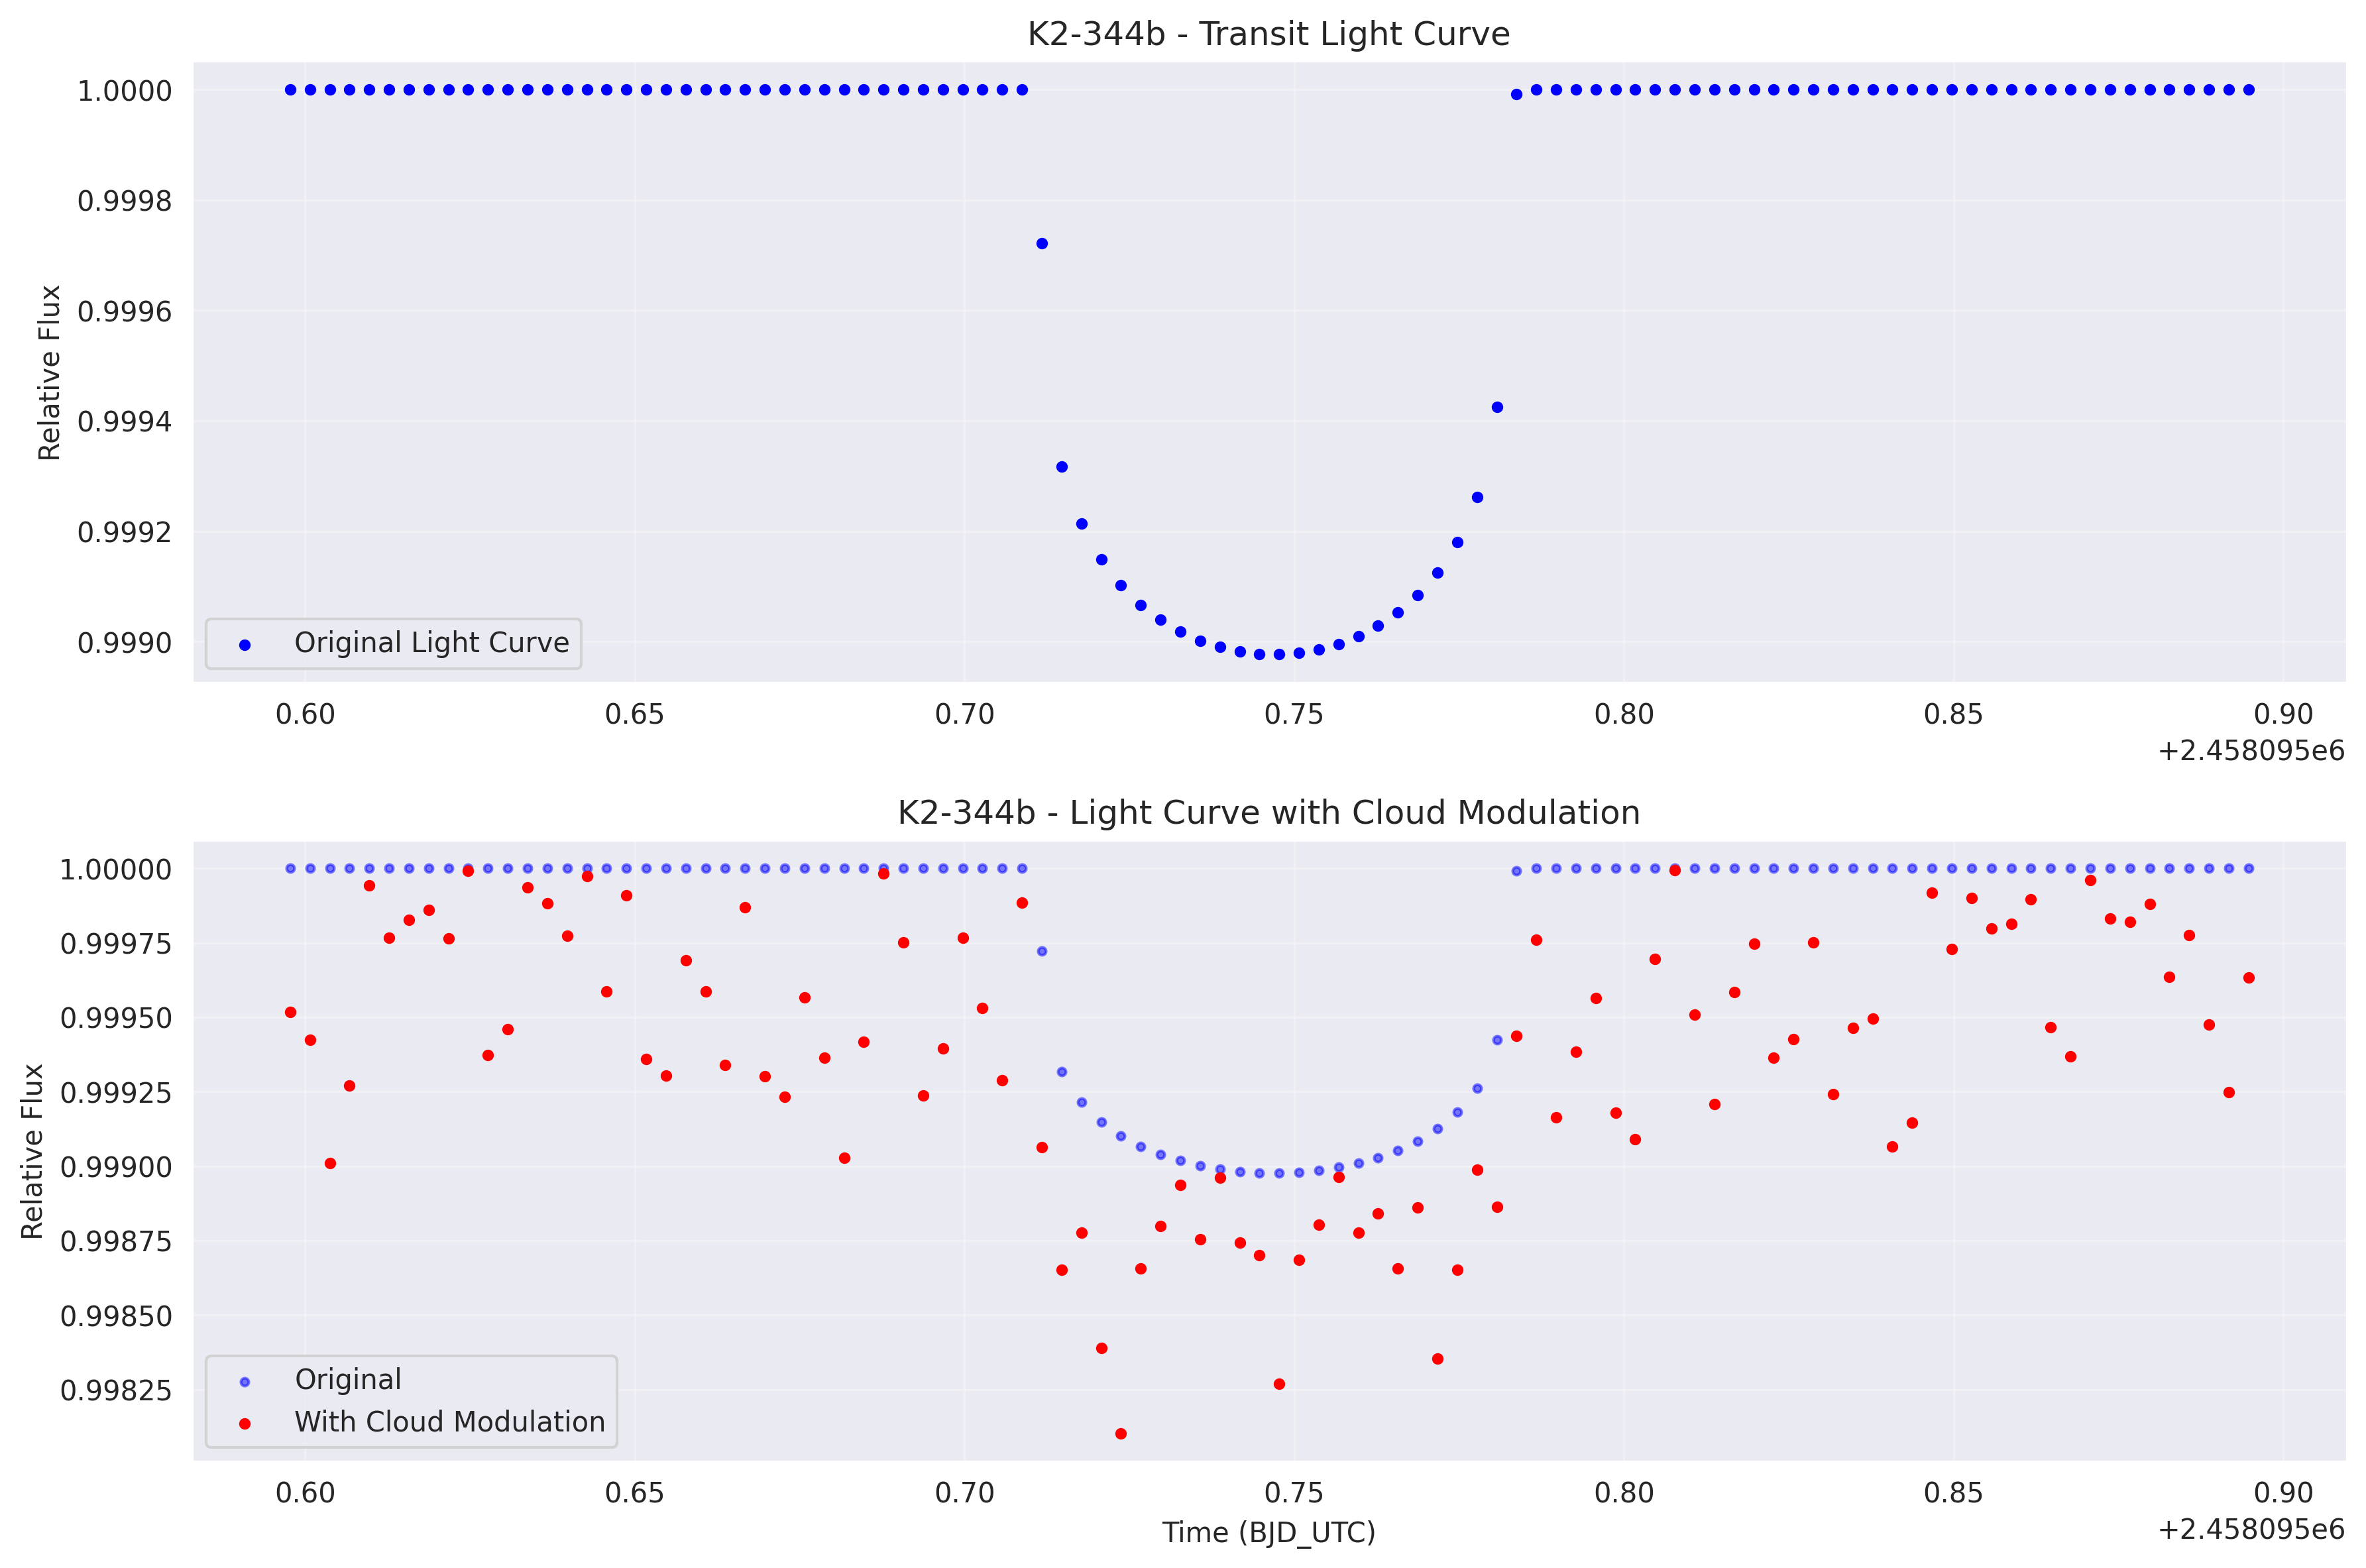 K2-344b - Transit Light Curve
Relative Flux
1.0000
0.9998
0.9996
0.9994
0.9992
0.9990
Original Light Curve
0.60 0.65 0.70 0.75 0.80 0.85 0.90
+2.458095e6
K2-344b - Light Curve with Cloud Modulation
Relative Flux
1.00000
0.99975
0.99950
0.99925
0.99900
0.99875
0.99850
0.99825
Original
With Cloud Modulation
0.60 0.65 0.70 0.75 0.80 0.85 0.90
Time (BJD_UTC)
+2.458095e6